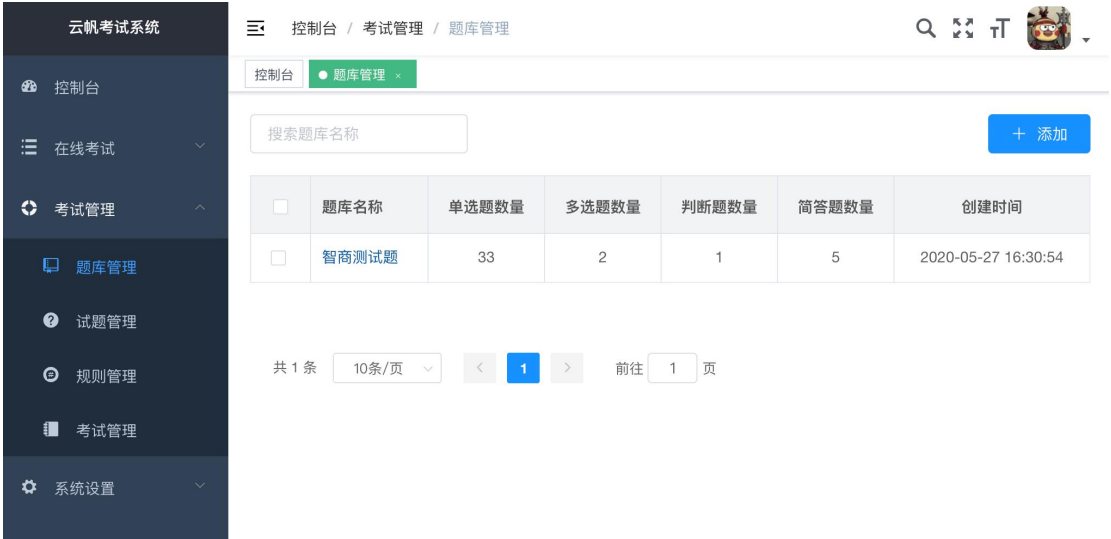 云帆考试系统
控制台 / 考试管理 / 题库管理
控制台
题库管理 ×
控制台
在线考试
考试管理
题库管理
试题管理
规则管理
考试管理
系统设置
搜索题库名称
+ 添加
题库名称 单选题数量 多选题数量 判断题数量 简答题数量 创建时间
智商测试题 33 2 1 5 2020-05-27 16:30:54
共 1 条 10条/页 < 1 > 前往 1 页